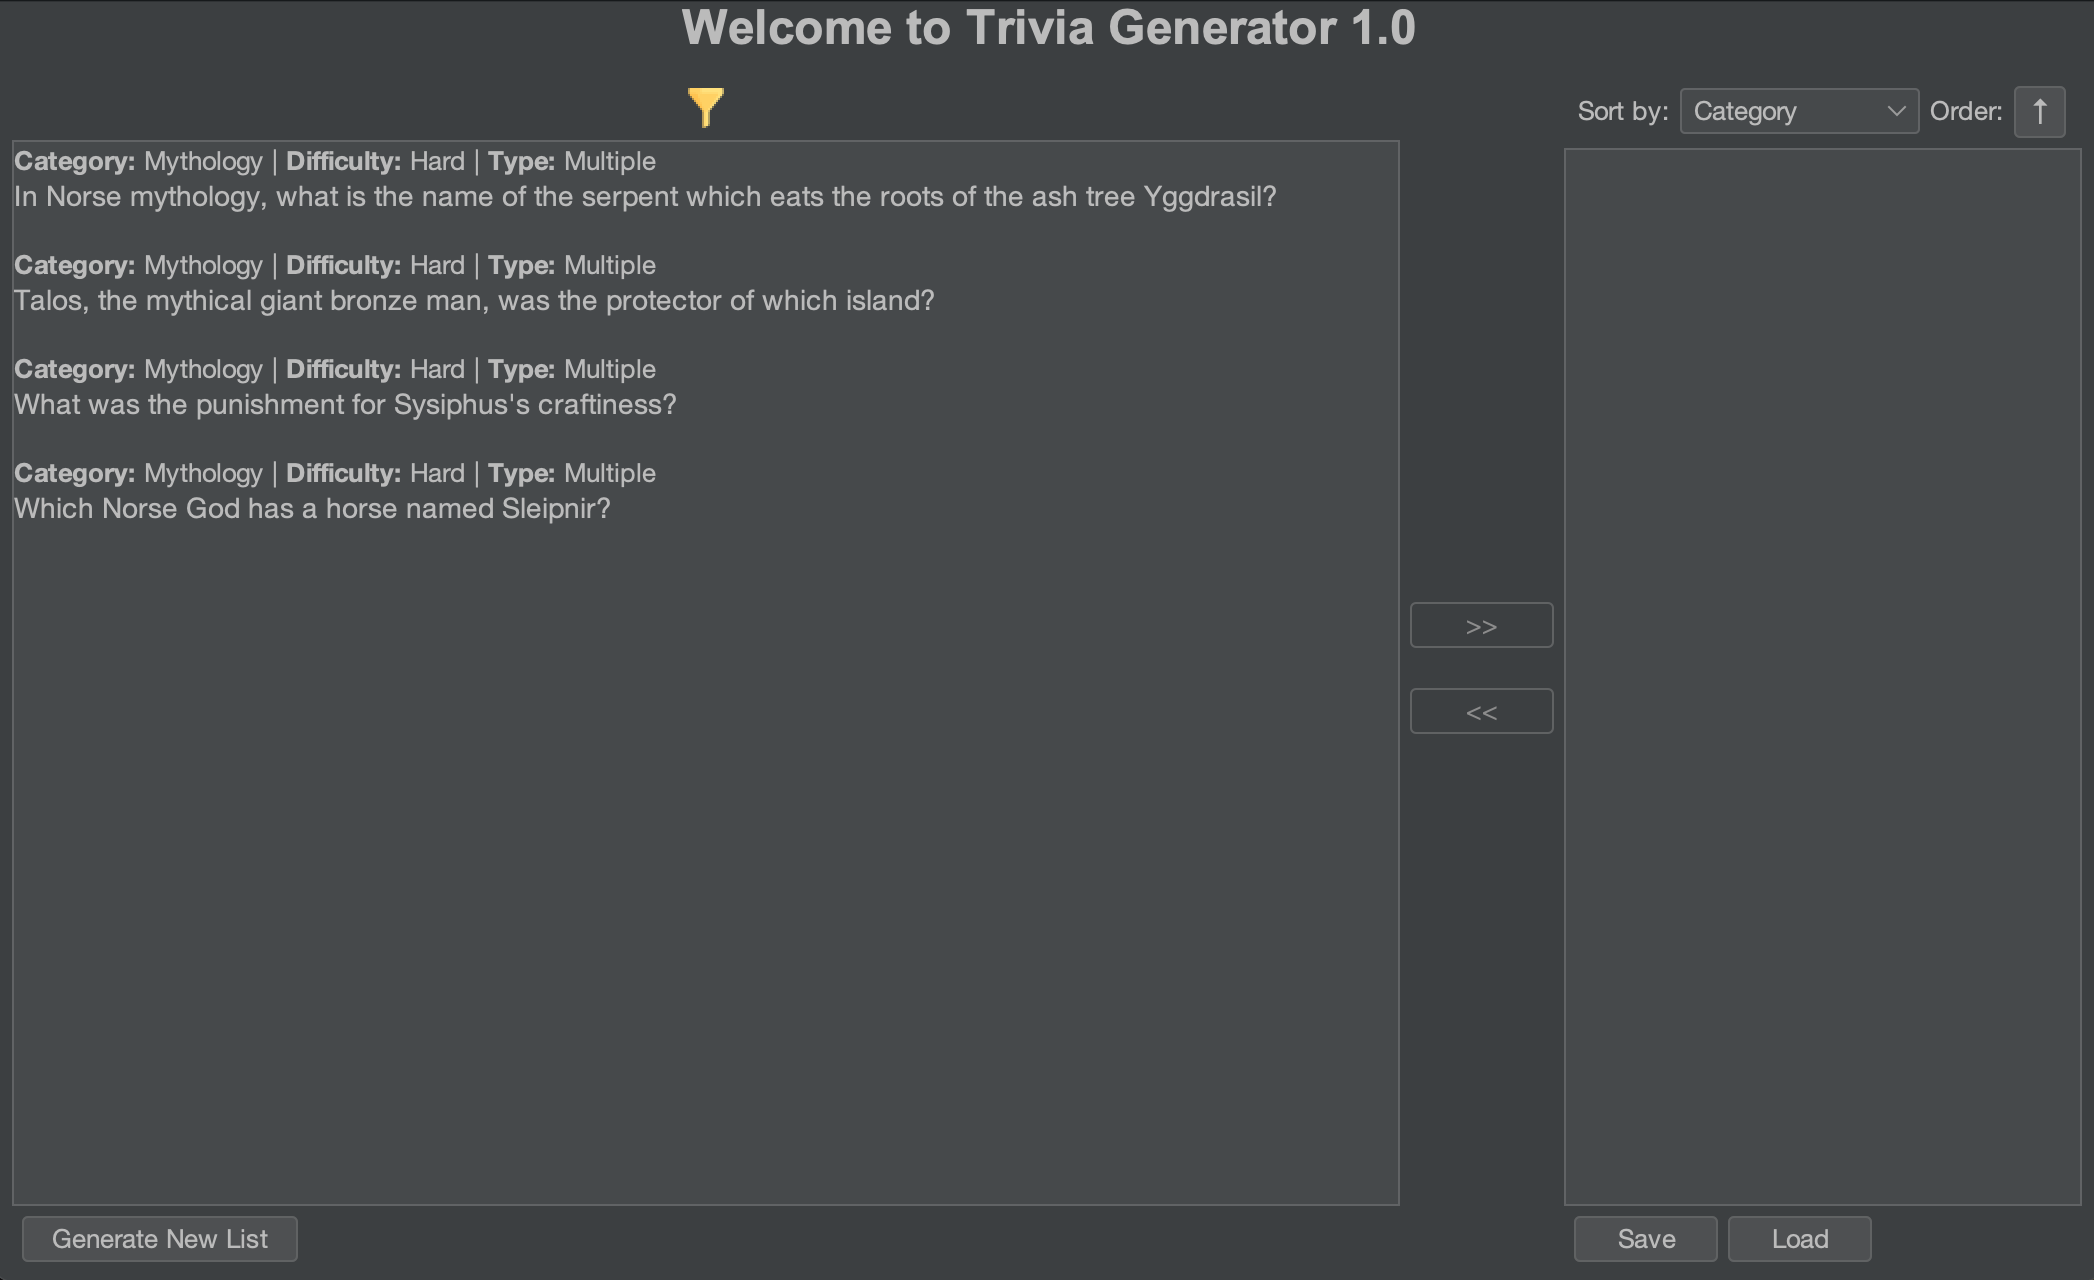 Welcome to Trivia Generator 1.0
Sort by: Category Order: ↑
Category: Mythology | Difficulty: Hard | Type: Multiple
In Norse mythology, what is the name of the serpent which eats the roots of the ash tree Yggdrasil?
Category: Mythology | Difficulty: Hard | Type: Multiple
Talos, the mythical giant bronze man, was the protector of which island?
Category: Mythology | Difficulty: Hard | Type: Multiple
What was the punishment for Sysiphus's craftiness?
Category: Mythology | Difficulty: Hard | Type: Multiple
Which Norse God has a horse named Sleipnir?
>>
<<
Generate New List
Save Load